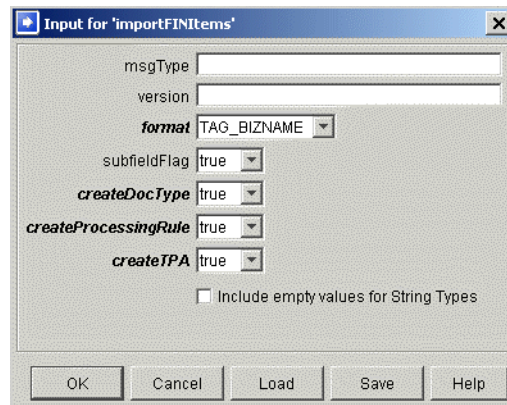 Input for 'importFINItems'
msgType
version
format TAG_BIZNAME
subfieldFlag true
createDocType true
createProcessingRule true
createTPA true
Include empty values for String Types
OK Cancel Load Save Help